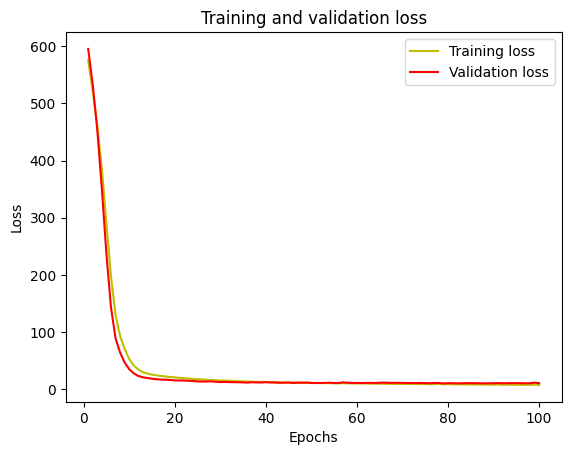 Training and validation loss
Training loss
Validation loss
Loss
600
500
400
300
200
100
0
0 20 40 60 80 100
Epochs